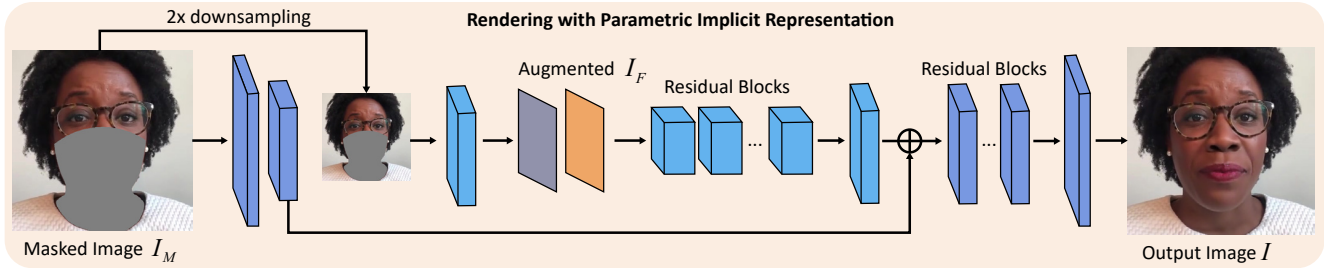 Rendering with Parametric Implicit Representation
2x downsampling
Augmented I_F
Residual Blocks
...
Residual Blocks
...
Masked Image I_M
Output Image I